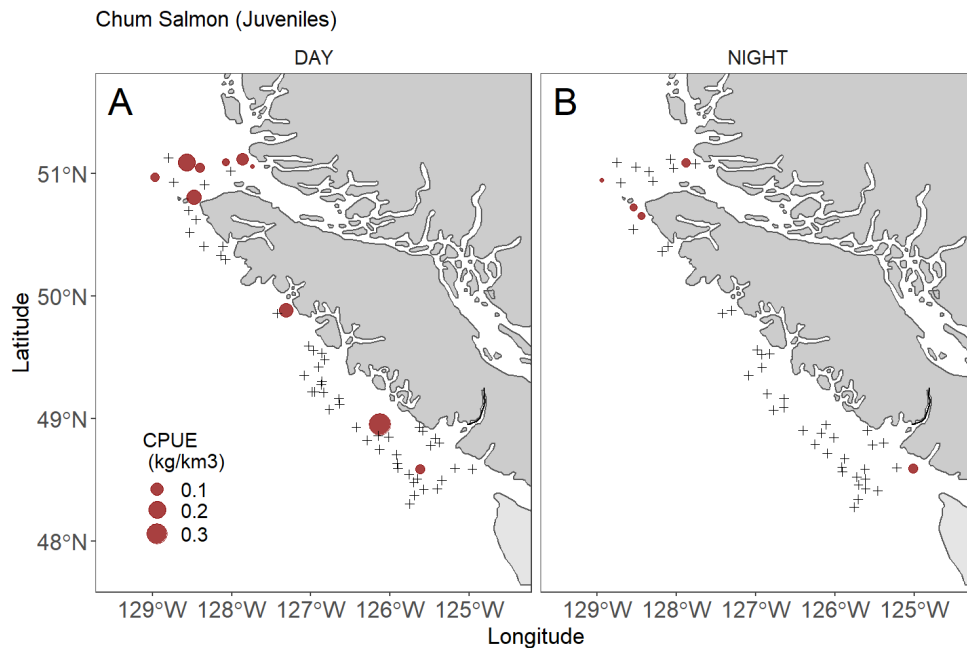 Chum Salmon (Juveniles)
DAY
NIGHT
A
B
51°N
50°N
49°N
48°N
Latitude
CPUE
(kg/km3)
0.1
0.2
0.3
129°W 128°W 127°W 126°W 125°W
129°W 128°W 127°W 126°W 125°W
Longitude